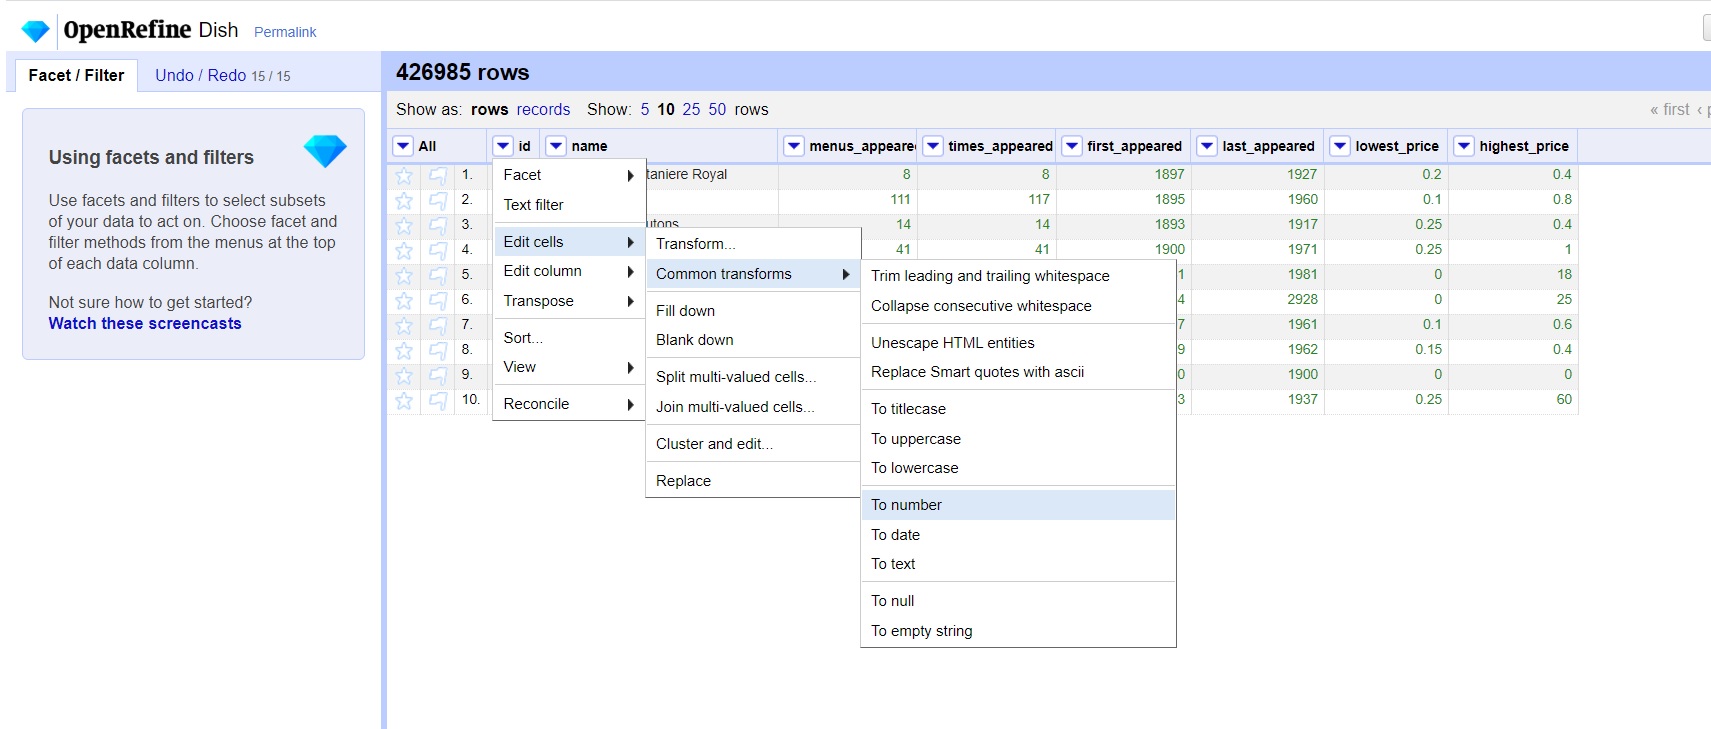 OpenRefine Dish Permalink
Facet / Filter Undo / Redo 15 / 15
426985 rows
Using facets and filters
Use facets and filters to select subsets
of your data to act on. Choose facet and
filter methods from the menus at the top
of each data column.
Not sure how to get started?
Watch these screencasts
Show as: rows records Show: 5 10 25 50 rows
« first ‹ p
All id name menus_appeare times_appeared first_appeared last_appeared lowest_price highest_price
1. taniere Royal 8 8 1897 1927 0.2 0.4
2. 111 117 1895 1960 0.1 0.8
3. utons 14 14 1893 1917 0.25 0.4
4. 41 41 1900 1971 0.25 1
5. 1 1981 0 18
6. 4 2928 0 25
7. 7 1961 0.1 0.6
8. 9 1962 0.15 0.4
9. 0 1900 0 0
10. 3 1937 0.25 60
Facet
Text filter
Edit cells
Edit column
Transpose
Sort...
View
Reconcile
Transform...
Common transforms
Fill down
Blank down
Split multi-valued cells...
Join multi-valued cells...
Cluster and edit...
Replace
Trim leading and trailing whitespace
Collapse consecutive whitespace
Unescape HTML entities
Replace Smart quotes with ascii
To titlecase
To uppercase
To lowercase
To number
To date
To text
To null
To empty string